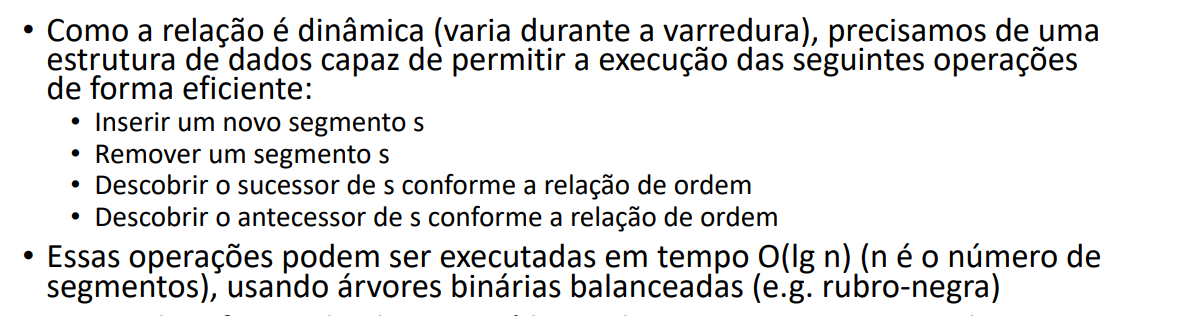 • Como a relação é dinâmica (varia durante a varredura), precisamos de uma
estrutura de dados capaz de permitir a execução das seguintes operações
de forma eficiente:
• Inserir um novo segmento s
• Remover um segmento s
• Descobrir o sucessor de s conforme a relação de ordem
• Descobrir o antecessor de s conforme a relação de ordem
• Essas operações podem ser executadas em tempo O(lg n) (n é o número de
segmentos), usando árvores binárias balanceadas (e.g. rubro-negra)